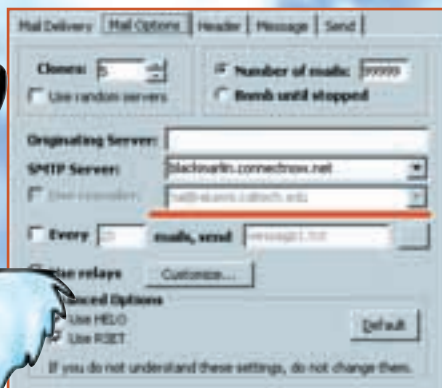 Mail Delivery Mail Options Header Message Send
Clones: 5
Number of mails: 99999
Use random servers
Bomb until stopped
Originating Server:
SMTP Server: blackmarlin.connectnow.net
Every mails, send
Use relays Customize...
Advanced Options
Use HELO
Use RSET
Default
If you do not understand these settings, do not change them.